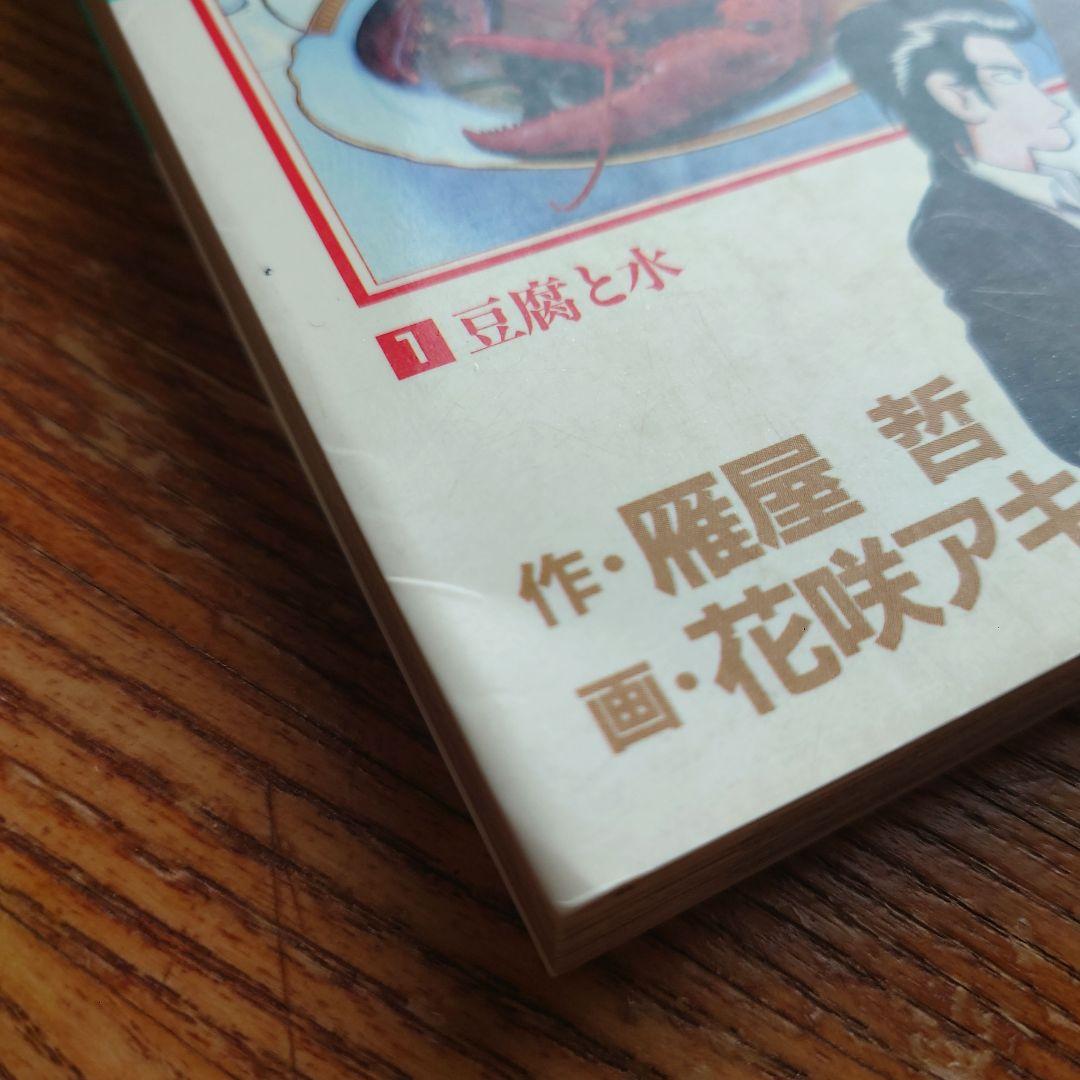 1 豆腐と水
作・雁屋 哲
画・花咲アキ